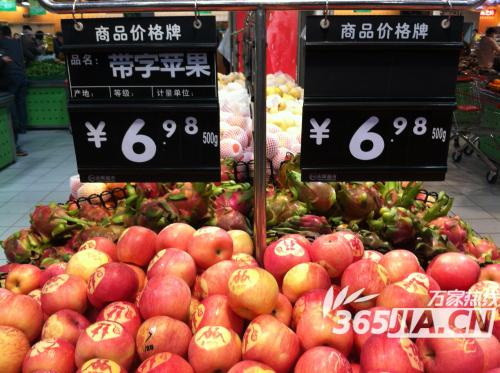 商品价格牌
品名：带字苹果
产地： 等级： 计量单位：
￥6.98 500g
商品价格牌
￥6.98 500g
万家热线
365JIA.CN